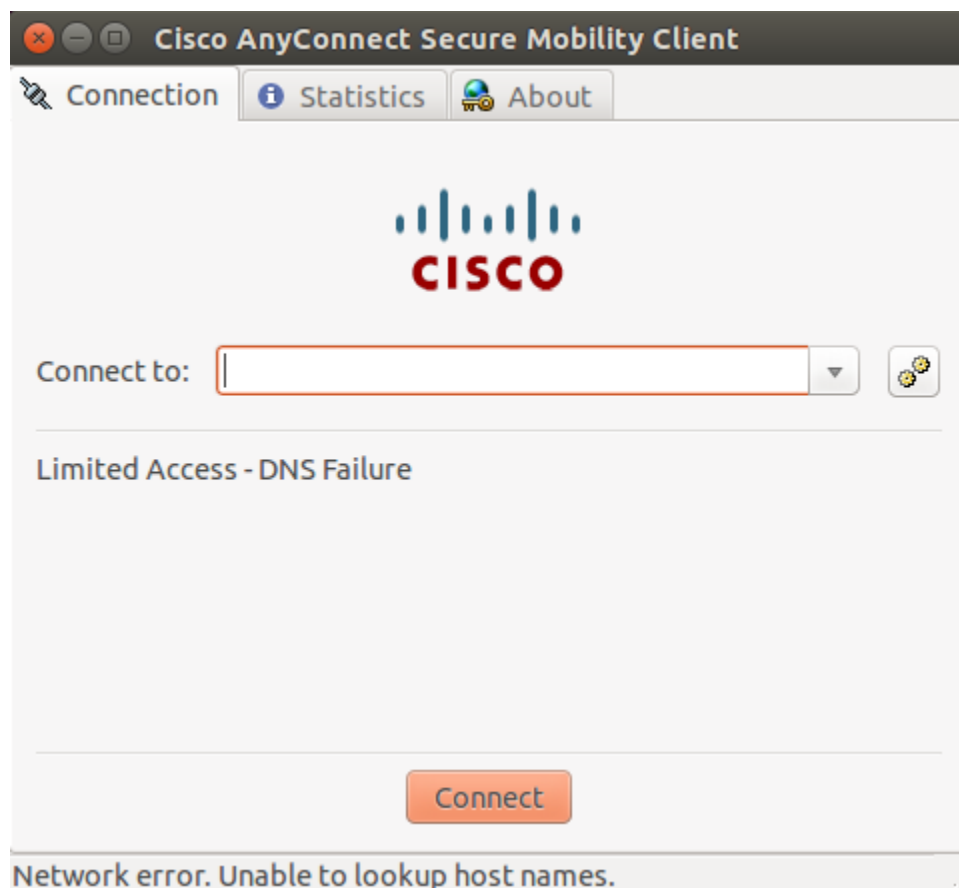 Cisco AnyConnect Secure Mobility Client
Connection Statistics About
CISCO
Connect to:
Limited Access - DNS Failure
Connect
Network error. Unable to lookup host names.